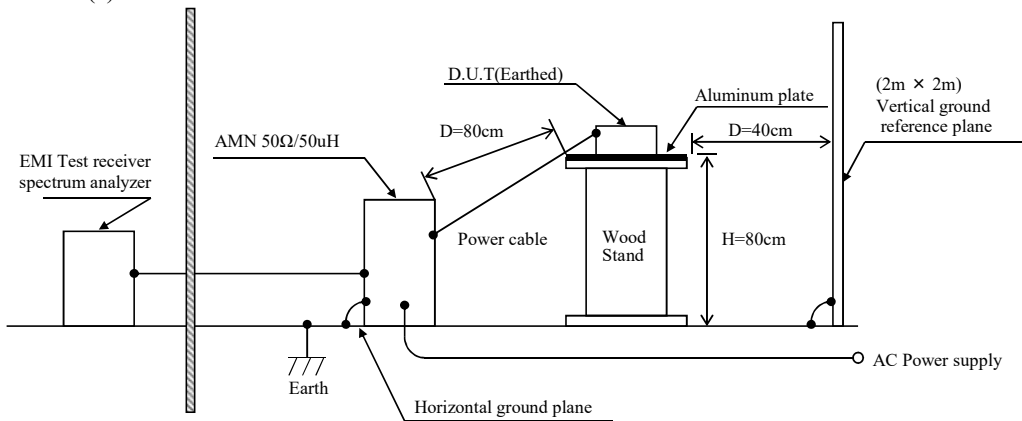 D.U.T(Earthed)
Aluminum plate
(2m × 2m)
Vertical ground
reference plane
D=80cm
D=40cm
AMN 50Ω/50uH
EMI Test receiver
spectrum analyzer
Power cable
Wood
Stand
H=80cm
AC Power supply
Earth
Horizontal ground plane